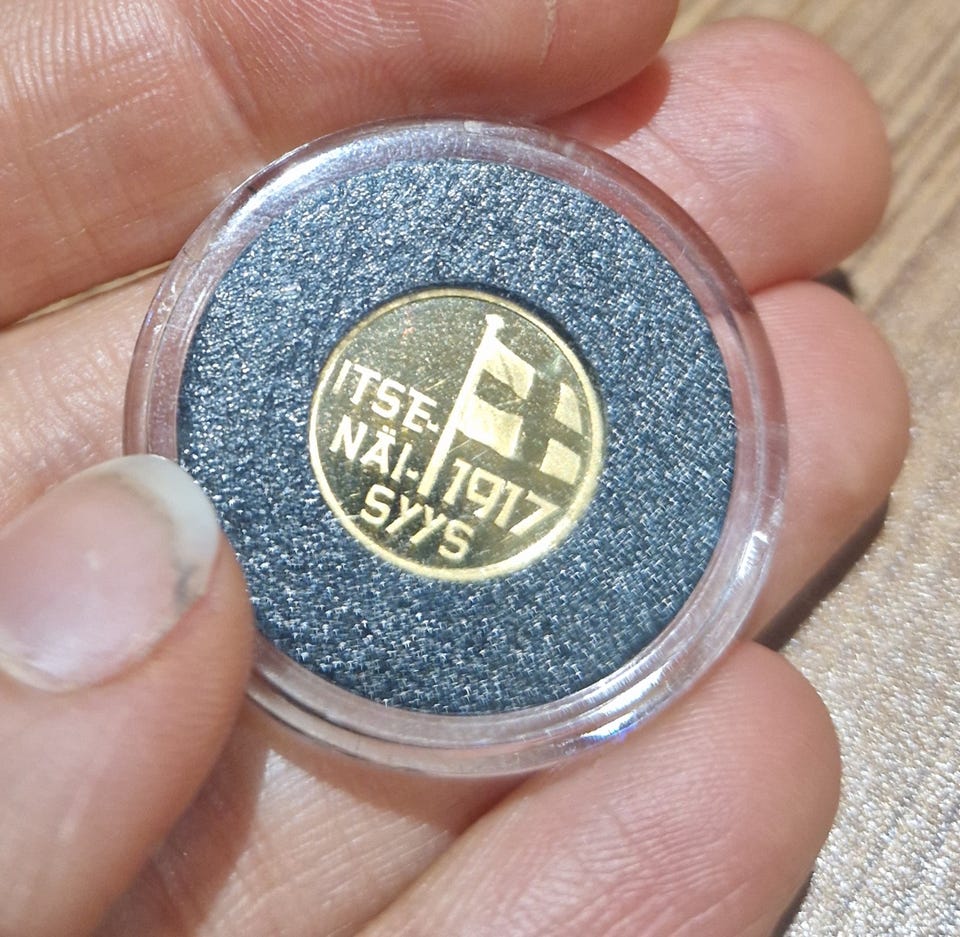 ITSE-
NÄI-
SYYS
1917